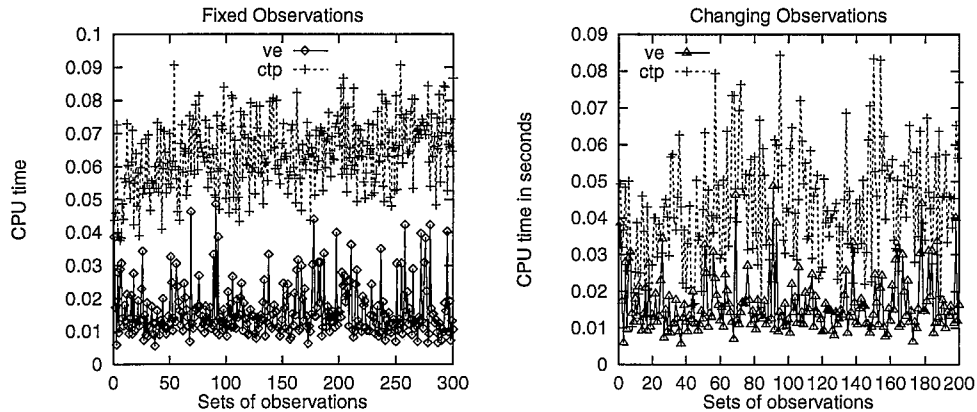 Fixed Observations
ve
ctp
CPU time
0.1
0.09
0.08
0.07
0.06
0.05
0.04
0.03
0.02
0.01
0
0 50 100 150 200 250 300
Sets of observations
Changing Observations
ve
ctp
CPU time in seconds
0.09
0.08
0.07
0.06
0.05
0.04
0.03
0.02
0.01
0
0 20 40 60 80 100 120 140 160 180 200
Sets of observations